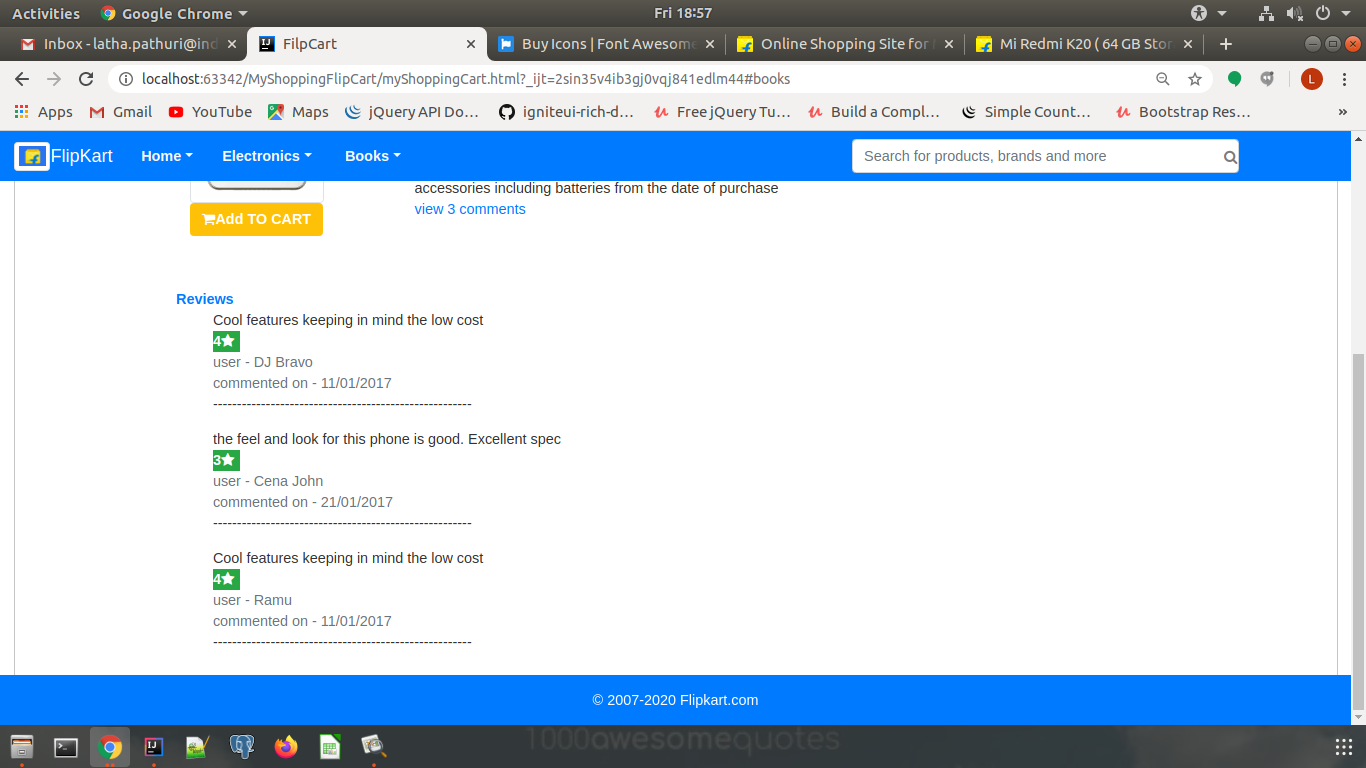 Activities Google Chrome Fri 18:57
Inbox - latha.pathuri@ind FilpCart Buy Icons | Font Awesome Online Shopping Site for Mi Redmi K20 ( 64 GB Stor
localhost:63342/MyShoppingFlipCart/myShoppingCart.html?_ijt=2sin35v4ib3gj0vqj841edlm44#books L
Apps Gmail YouTube Maps jQuery API Do... igniteui-rich-d... Free jQuery Tu... Build a Compl... Simple Count... Bootstrap Res... »
FlipKart Home Electronics Books Search for products, brands and more
accessories including batteries from the date of purchase
view 3 comments
Add TO CART
Reviews
Cool features keeping in mind the low cost
4★
user - DJ Bravo
commented on - 11/01/2017
------------------------------------------------------
the feel and look for this phone is good. Excellent spec
3★
user - Cena John
commented on - 21/01/2017
------------------------------------------------------
Cool features keeping in mind the low cost
4★
user - Ramu
commented on - 11/01/2017
------------------------------------------------------
© 2007-2020 Flipkart.com
1000awesomequotes